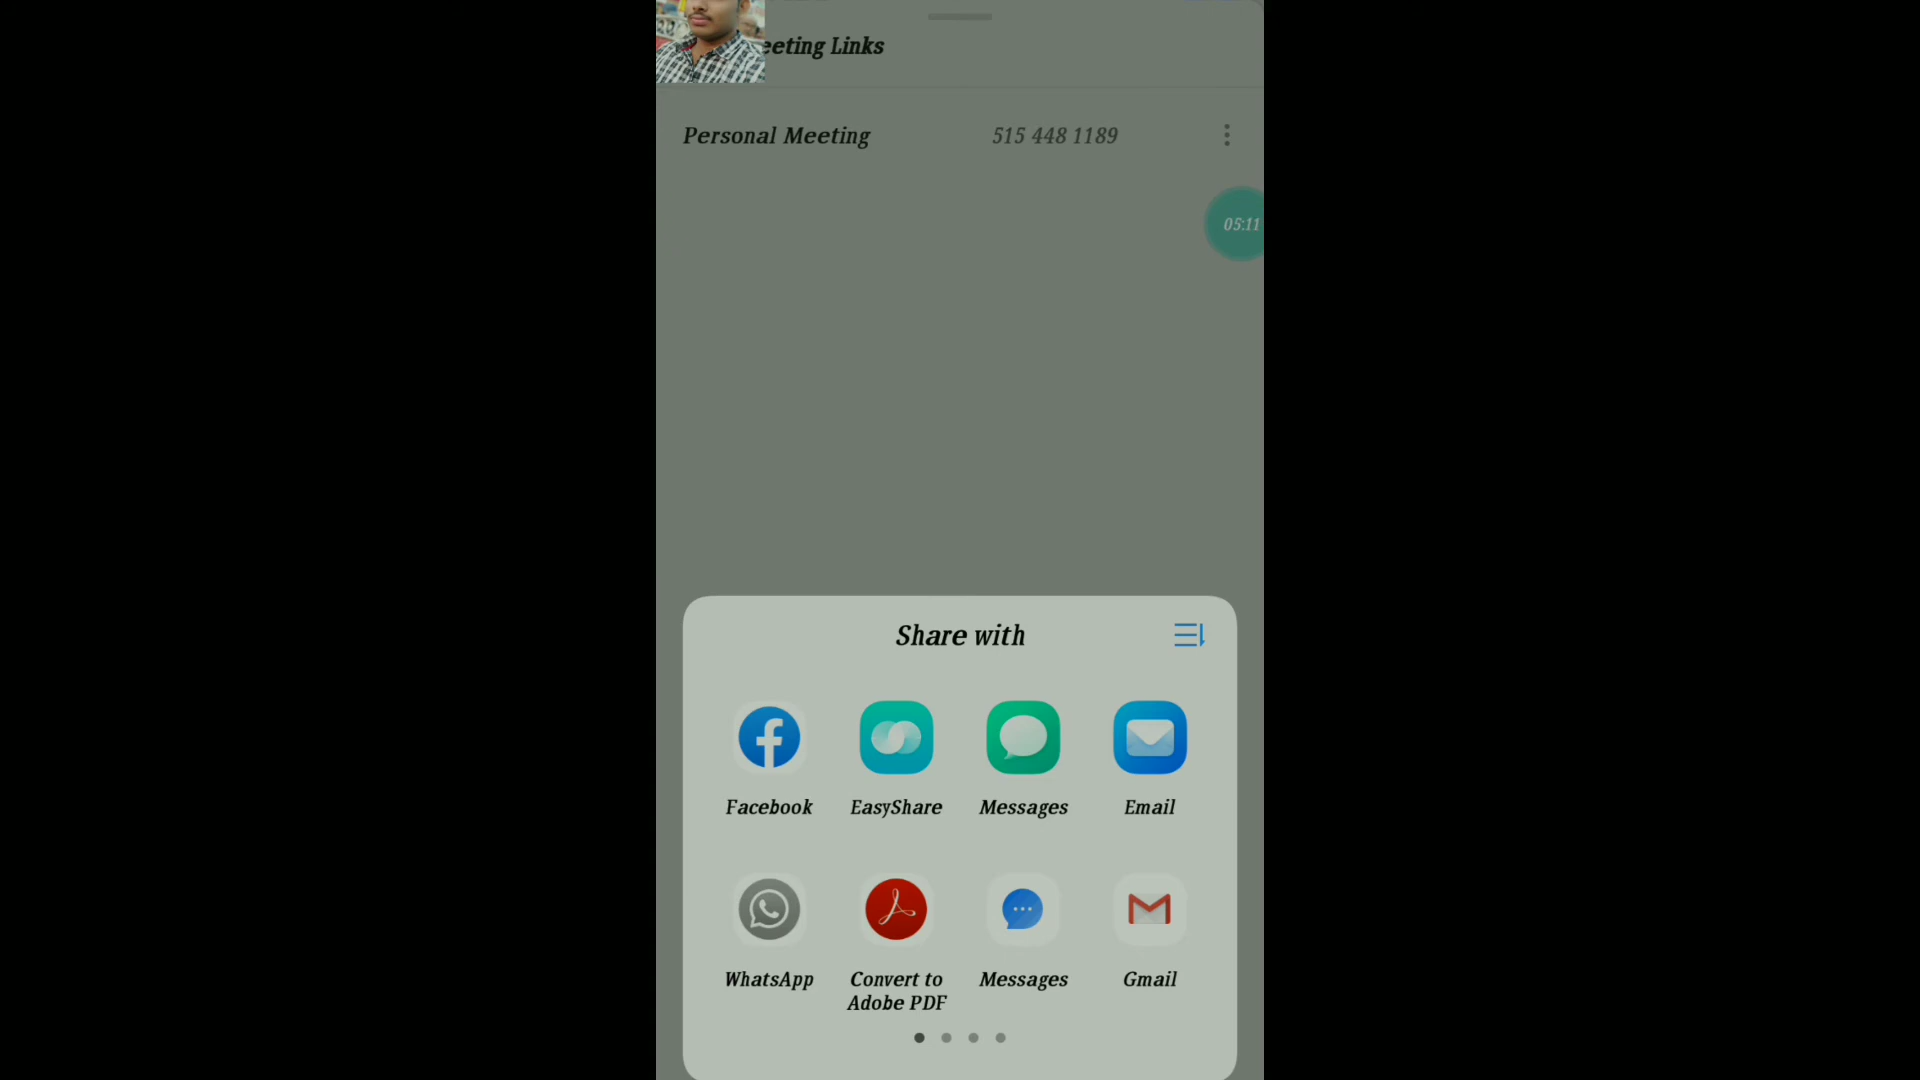 eeting Links
Personal Meeting 515 448 1189
05:11
Share with
Facebook EasyShare Messages Email
WhatsApp Convert to Adobe PDF Messages Gmail